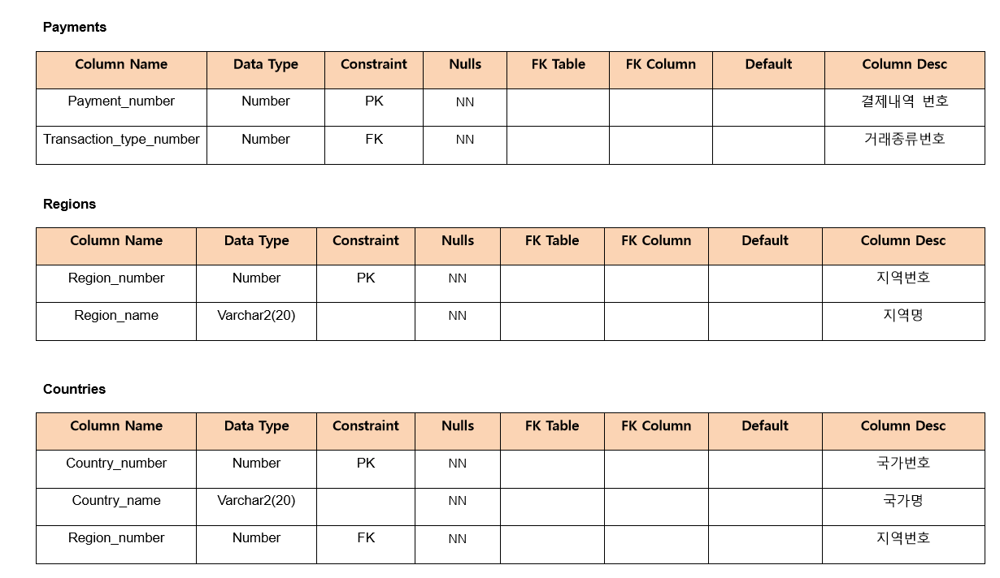 Payments
Column Name Data Type Constraint Nulls FK Table FK Column Default Column Desc
Payment_number Number PK NN 결제내역 번호
Transaction_type_number Number FK NN 거래종류번호
Regions
Column Name Data Type Constraint Nulls FK Table FK Column Default Column Desc
Region_number Number PK NN 지역번호
Region_name Varchar2(20) NN 지역명
Countries
Column Name Data Type Constraint Nulls FK Table FK Column Default Column Desc
Country_number Number PK NN 국가번호
Country_name Varchar2(20) NN 국가명
Region_number Number FK NN 지역번호